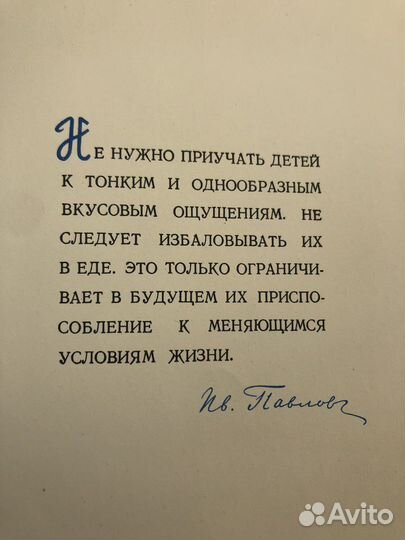 НЕ НУЖНО ПРИУЧАТЬ ДЕТЕЙ
К ТОНКИМ И ОДНООБРАЗНЫМ
ВКУСОВЫМ ОЩУЩЕНИЯМ. НЕ
СЛЕДУЕТ ИЗБАЛОВЫВАТЬ ИХ
В ЕДЕ. ЭТО ТОЛЬКО ОГРАНИЧИ-
ВАЕТ В БУДУЩЕМ ИХ ПРИСПО-
СОБЛЕНИЕ К МЕНЯЮЩИМСЯ
УСЛОВИЯМ ЖИЗНИ.
Ив. Павловъ
Avito